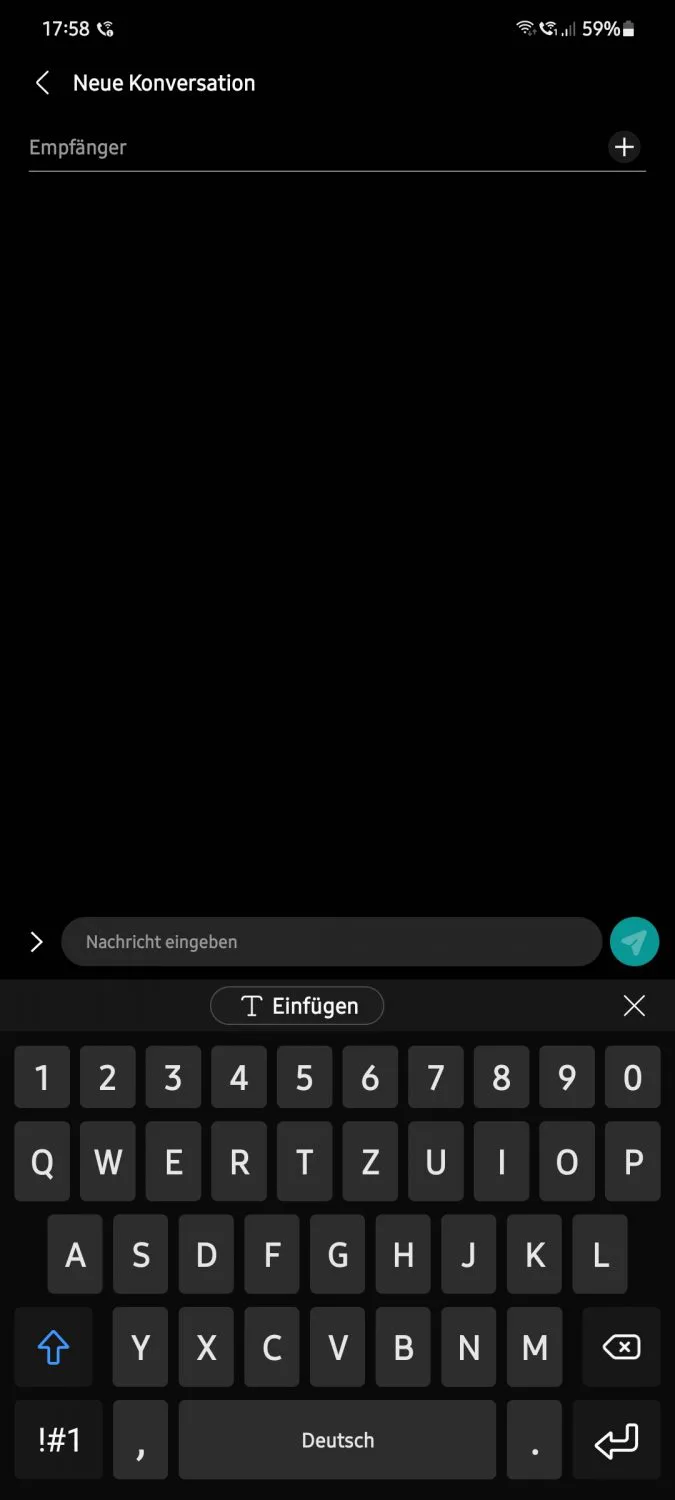 17:58 59%
Neue Konversation
Empfänger
Nachricht eingeben
Einfügen
1 2 3 4 5 6 7 8 9 0
Q W E R T Z U I O P
A S D F G H J K L
Y X C V B N M
!#1 , Deutsch .